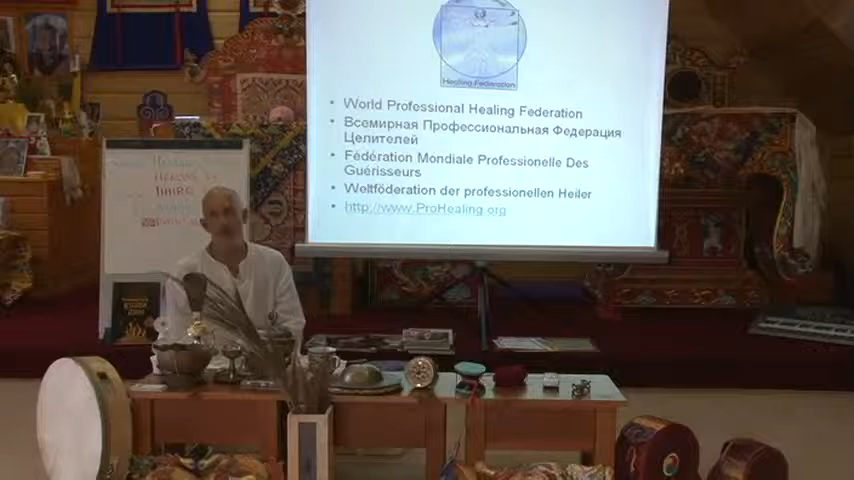 Healing Federation
World Professional Healing Federation
Всемирная Профессиональная Федерация
Целителей
Fédération Mondiale Professionelle Des
Guérisseurs
Weltföderation der professionellen Heiler
http://www.ProHealing.org